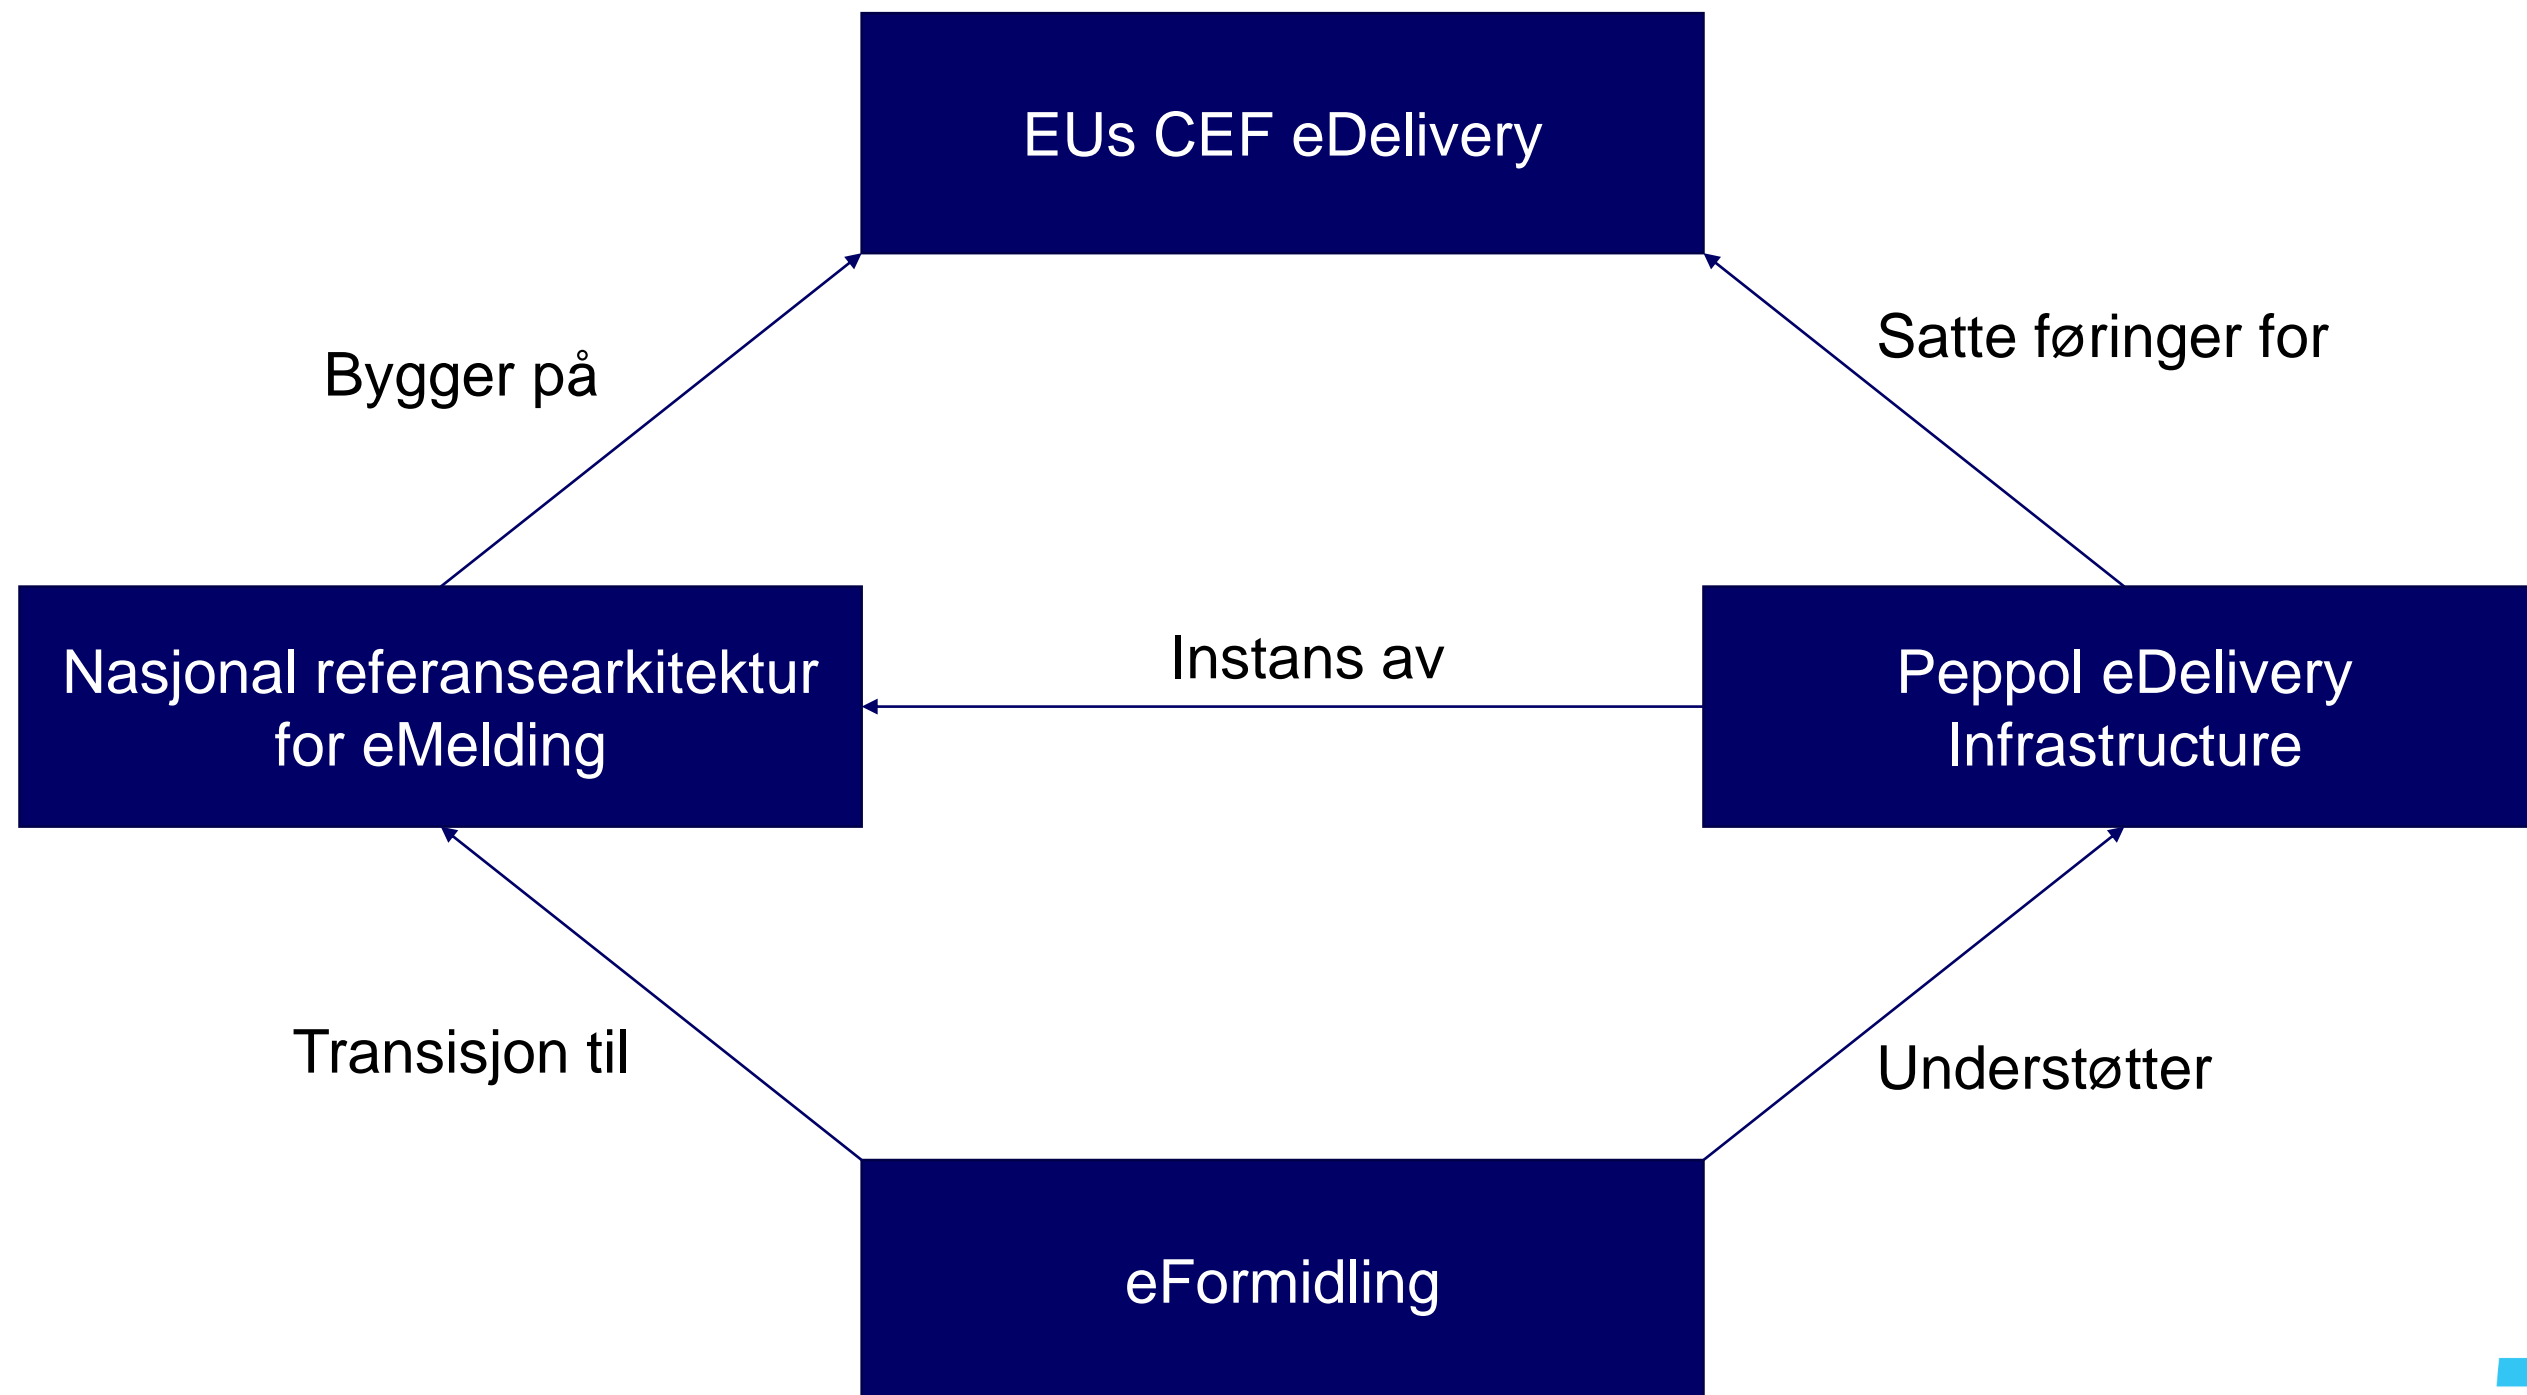 EUs CEF eDelivery
Satte føringer for
Bygger på
Instans av
Nasjonal referansearkitektur
for eMelding
Peppol eDelivery
Infrastructure
Transisjon til
Understøtter
eFormidling